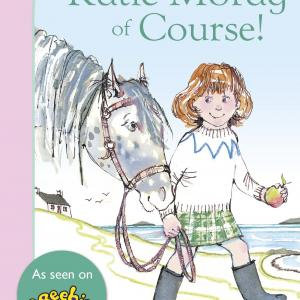 Katie Morag
of Course!
As seen on